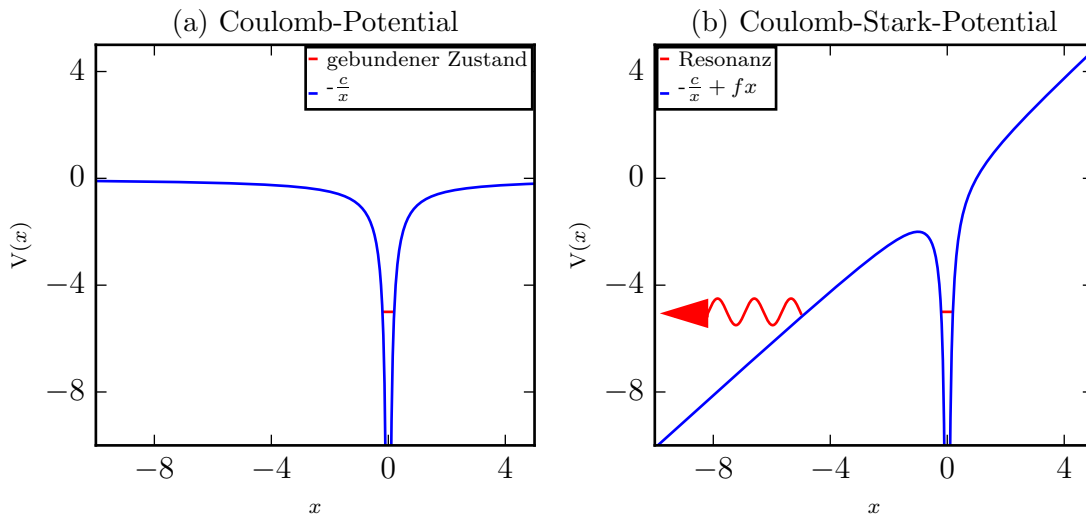 (a) Coulomb-Potential
gebundener Zustand
-c/x
4
0
−4
−8
V(x)
−8
−4
0
4
x
(b) Coulomb-Stark-Potential
Resonanz
-c/x + fx
4
0
−4
−8
V(x)
−8
−4
0
4
x